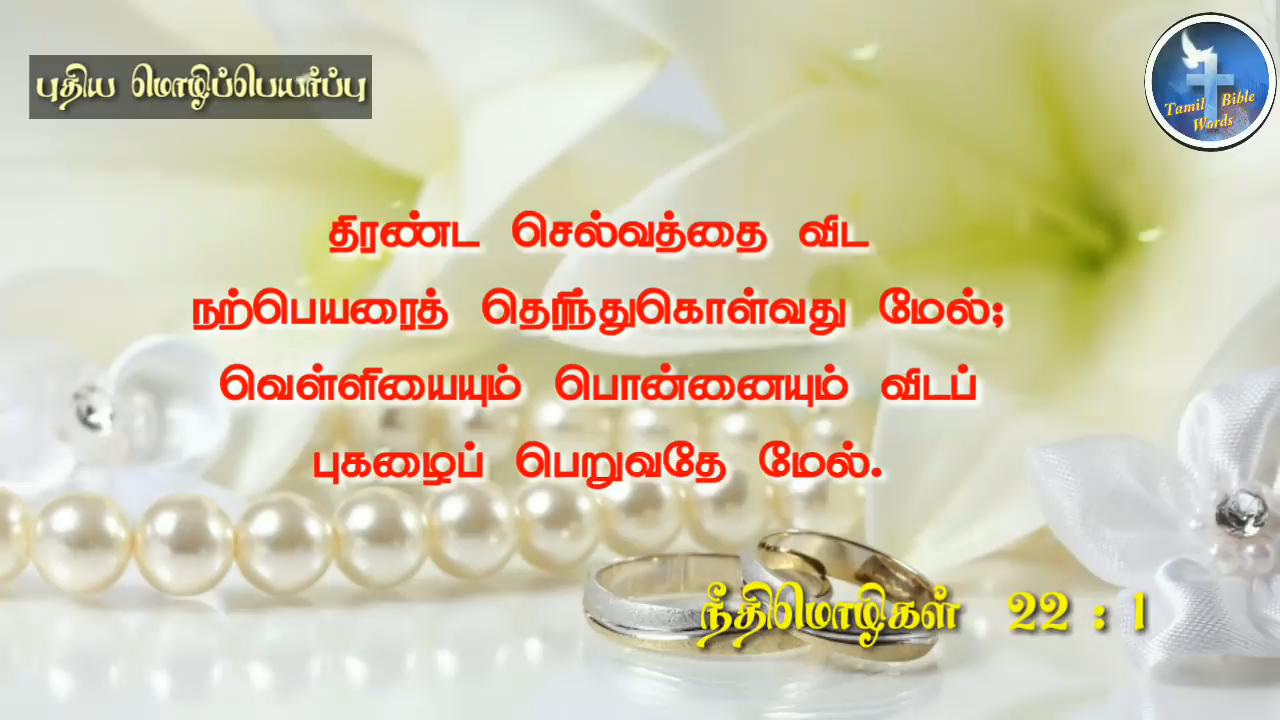 புதிய மொழிப்பெயர்ப்பு
Tamil Bible
Words
திரண்ட செல்வத்தை விட
நற்பெயரைத் தெரிந்துகொள்வது மேல்;
வெள்ளியையும் பொன்னையும் விடப்
புகழைப் பெறுவதே மேல்.
நீதிமொழிகள் 22 : 1